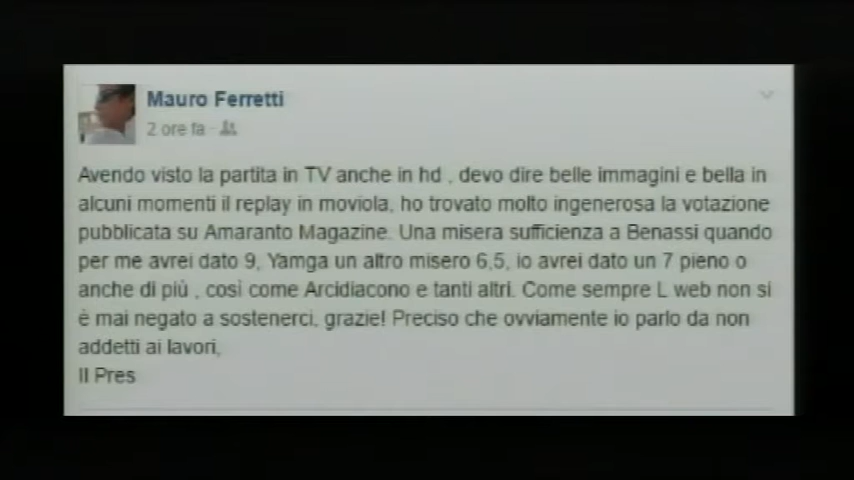 Mauro Ferretti
2 ore fa ·
Avendo visto la partita in TV anche in hd , devo dire belle immagini e bella in
alcuni momenti il replay in moviola, ho trovato molto ingenerosa la votazione
pubblicata su Amaranto Magazine. Una misera sufficienza a Benassi quando
per me avrei dato 9, Yamga un altro misero 6,5, io avrei dato un 7 pieno o
anche di più , così come Arcidiacono e tanti altri. Come sempre L web non si
è mai negato a sostenerci, grazie! Preciso che ovviamente io parlo da non
addetti ai lavori,
Il Pres